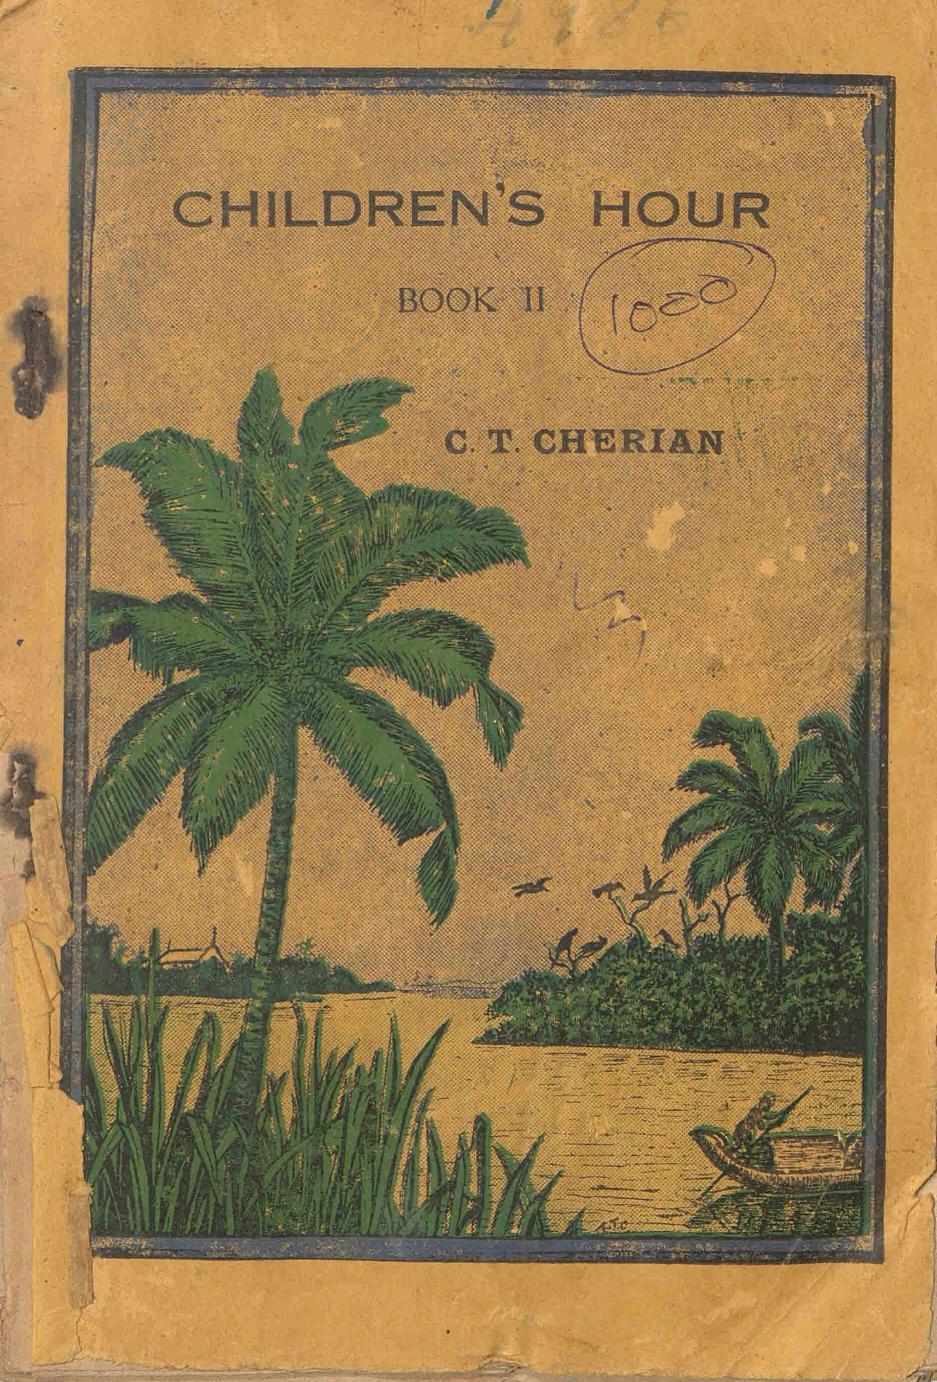 4986
CHILDREN'S HOUR
BOOK II
1000
C. T. CHERIAN